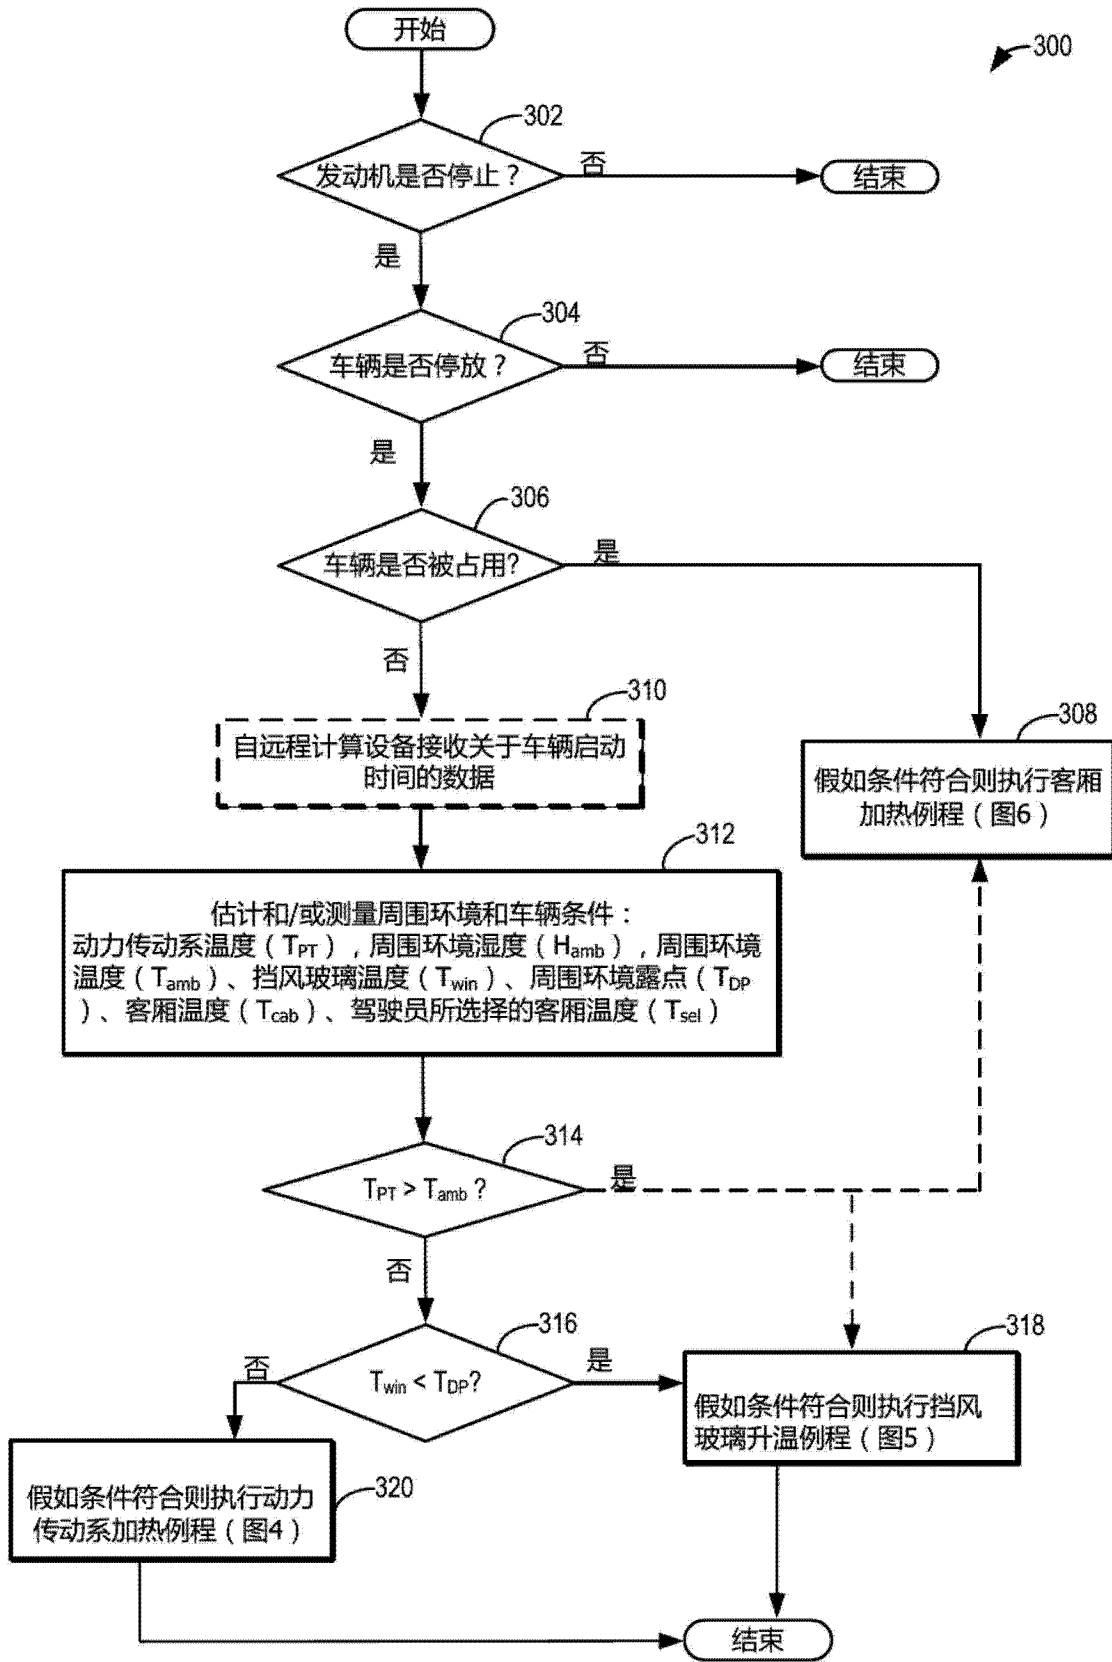 开始
300
302
发动机是否停止？
否
结束
是
304
车辆是否停放？
否
结束
是
306
车辆是否被占用?
是
否
310
自远程计算设备接收关于车辆启动
时间的数据
308
假如条件符合则执行客厢
加热例程（图6）
312
估计和/或测量周围环境和车辆条件：
动力传动系温度（TPT），周围环境湿度（Hamb），周围环境
温度（Tamb）、挡风玻璃温度（Twin）、周围环境露点（TDP
）、客厢温度（Tcab）、驾驶员所选择的客厢温度（Tsel）
314
TPT > Tamb ?
是
否
316
Twin < TDP?
否
是
318
假如条件符合则执行挡风
玻璃升温例程（图5）
320
假如条件符合则执行动力
传动系加热例程（图4）
结束